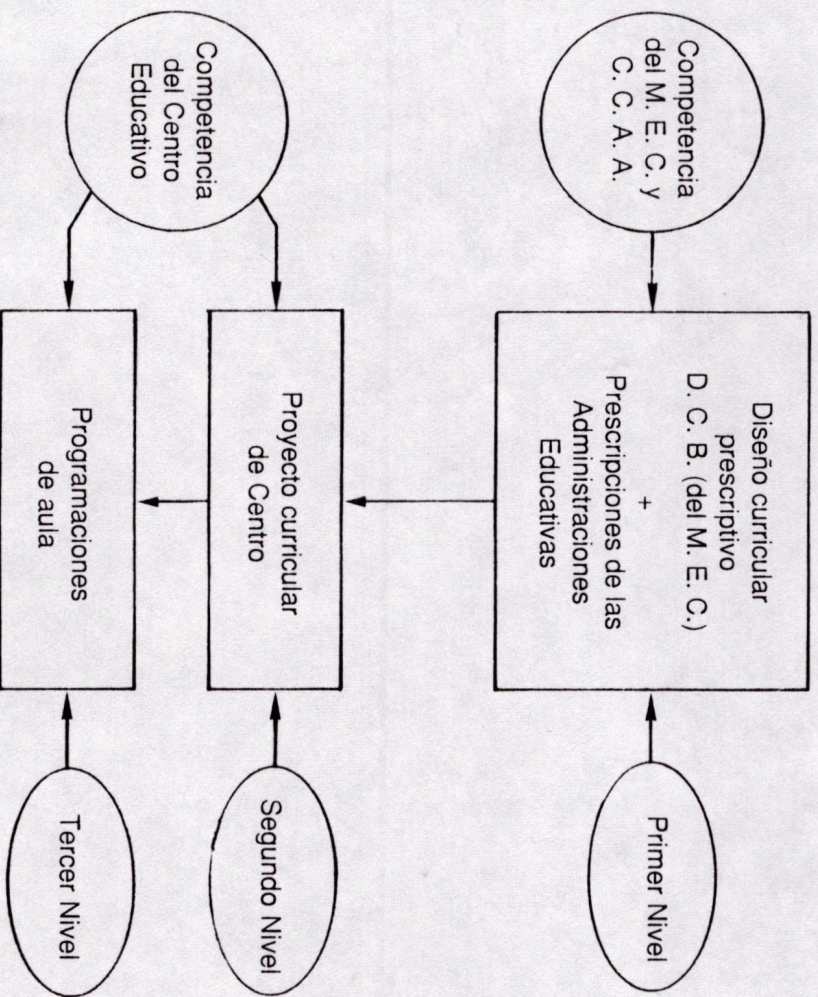 Competencia
del M. E. C. y
C. C. A. A.
Diseño curricular
prescriptivo
D. C. B. (del M. E. C.)
+
Prescripciones de las
Administraciones
Educativas
Primer Nivel
Competencia
del Centro
Educativo
Proyecto curricular
de Centro
Segundo Nivel
Programaciones
de aula
Tercer Nivel